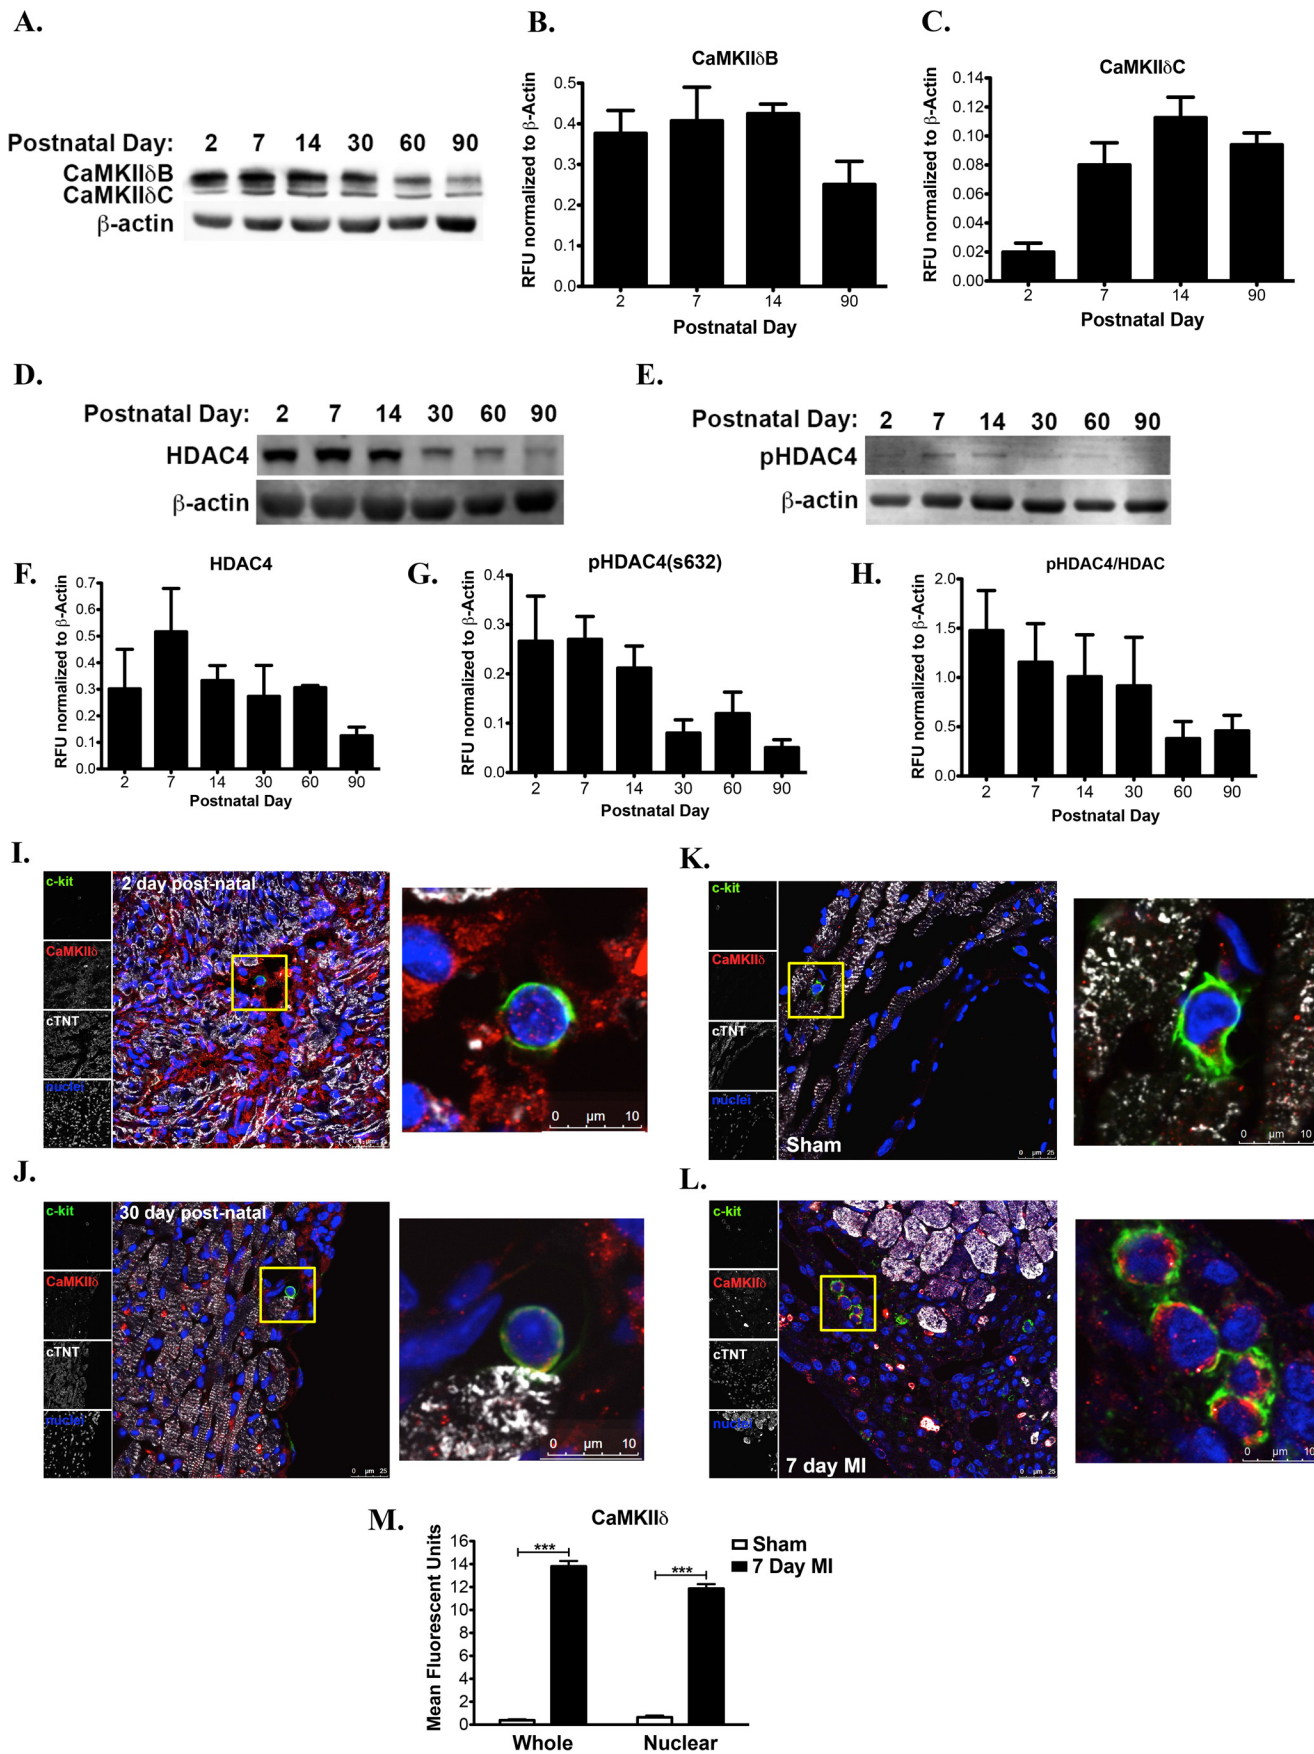 A.
Postnatal Day: 2 7 14 30 60 90
CaMKIIδB
CaMKIIδC
β-actin
B.
CaMKIIδB
RFU normalized to β-Actin
0.5
0.4
0.3
0.2
0.1
0.0
2 7 14 90
Postnatal Day
C.
CaMKIIδC
RFU normalized to β-Actin
0.14
0.12
0.10
0.08
0.06
0.04
0.02
0.00
2 7 14 90
Postnatal Day
D.
Postnatal Day: 2 7 14 30 60 90
HDAC4
β-actin
E.
Postnatal Day: 2 7 14 30 60 90
pHDAC4
β-actin
F.
HDAC4
RFU normalized to β-Actin
0.7
0.6
0.5
0.4
0.3
0.2
0.1
0.0
2 7 14 30 60 90
Postnatal Day
G.
pHDAC4(s632)
RFU normalized to β-Actin
0.4
0.3
0.2
0.1
0.0
2 7 14 30 60 90
Postnatal Day
H.
pHDAC4/HDAC
RFU normalized to β-Actin
2.0
1.5
1.0
0.5
0.0
2 7 14 30 60 90
Postnatal Day
I.
c-kit
CaMKIIδ
cTNT
nuclei
2 day post-natal
0 µm 25
0 µm 10
J.
c-kit
CaMKIIδ
cTNT
nuclei
30 day post-natal
0 µm 25
0 µm 10
K.
c-kit
CaMKIIδ
cTNT
nuclei
Sham
0 µm 25
0 µm 10
L.
c-kit
CaMKIIδ
cTNT
nuclei
7 day MI
0 µm 25
0 µm 10
M.
CaMKIIδ
Mean Fluorescent Units
16
14
12
10
8
6
4
2
0
***
***
Sham
7 Day MI
Whole Nuclear